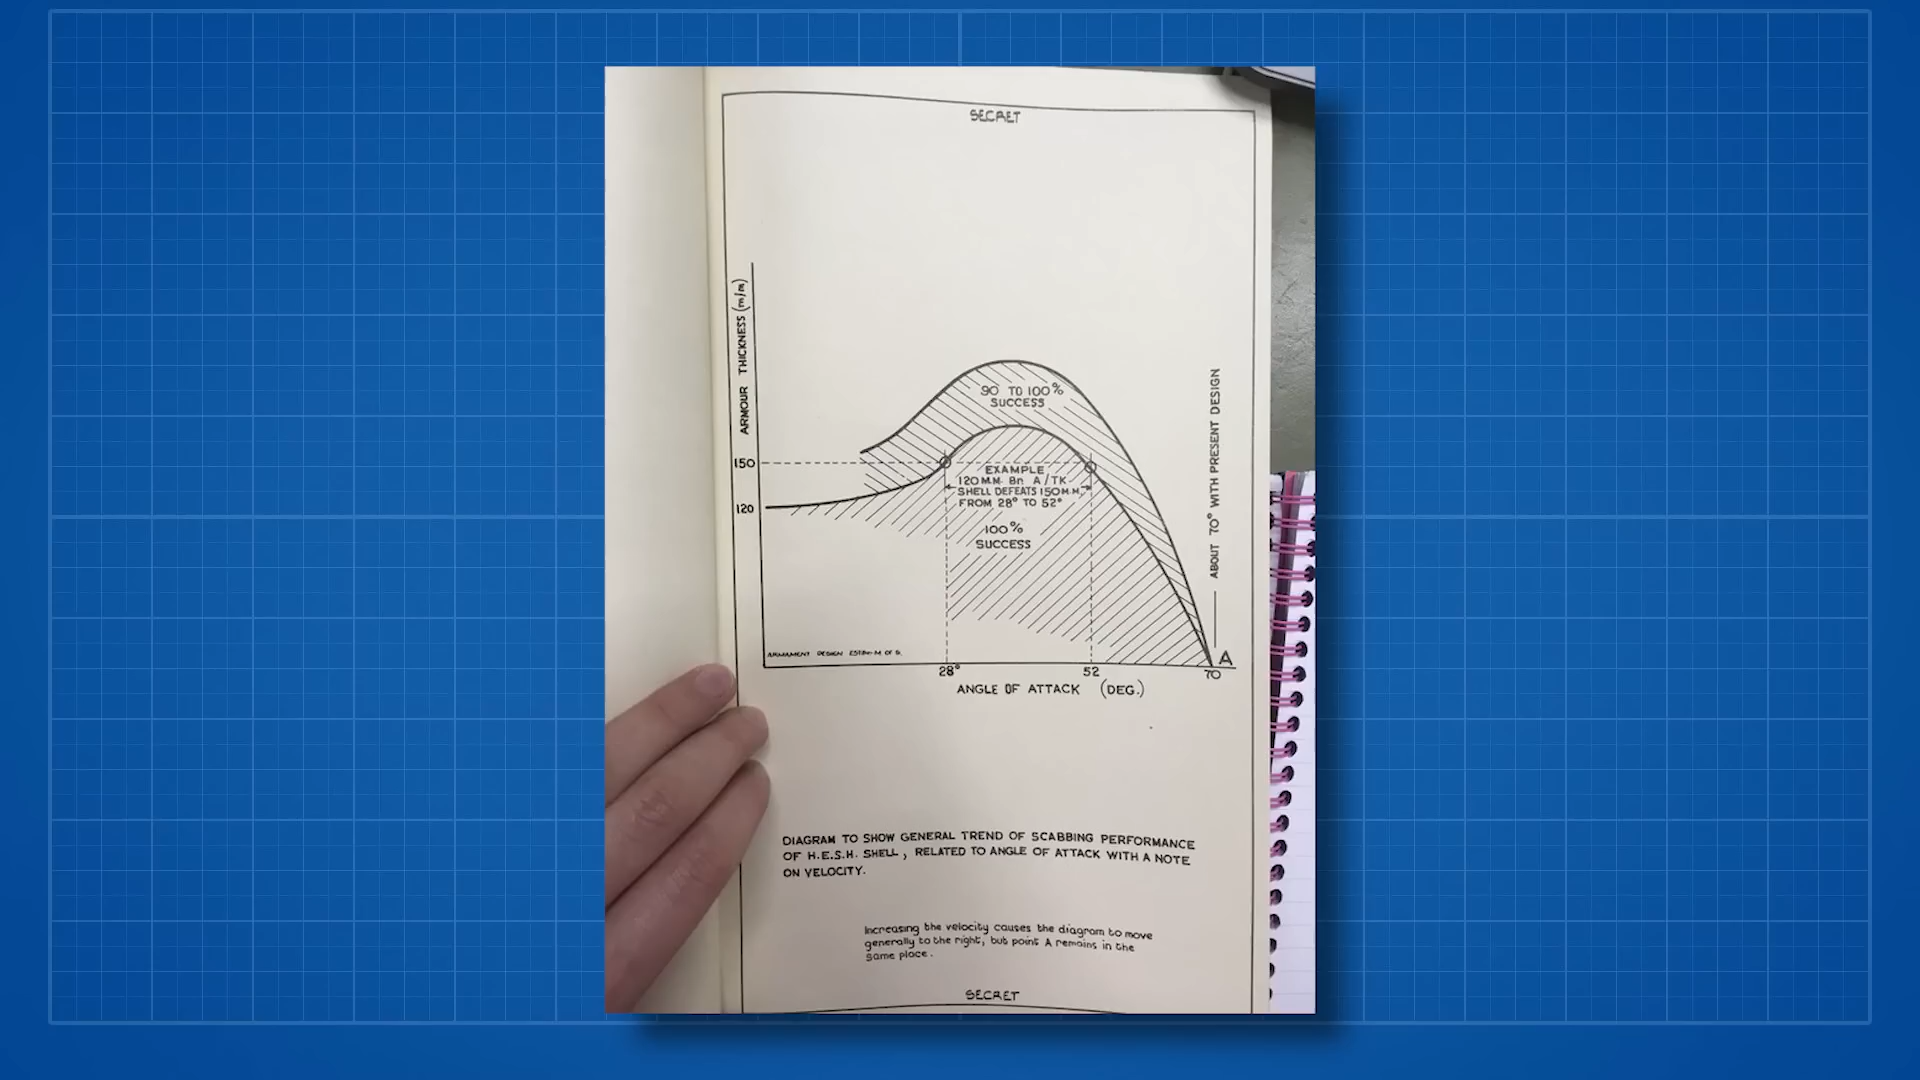 SECRET
ARMOUR THICKNESS (m/m)
90 TO 100%
SUCCESS
ABOUT 70° WITH PRESENT DESIGN
150
EXAMPLE
120 M.M. Bn A/TK
SHELL DEFEATS 150 M.M.
FROM 28° TO 52°
120
100%
SUCCESS
ARMAMENT DESIGN
A
28°
52
70
ANGLE OF ATTACK (DEG.)
DIAGRAM TO SHOW GENERAL TREND OF SCABBING PERFORMANCE
OF H.E.S.H. SHELL, RELATED TO ANGLE OF ATTACK WITH A NOTE
ON VELOCITY.
Increasing the velocity causes the diagram to move
generally to the right, but point A remains in the
same place.
SECRET